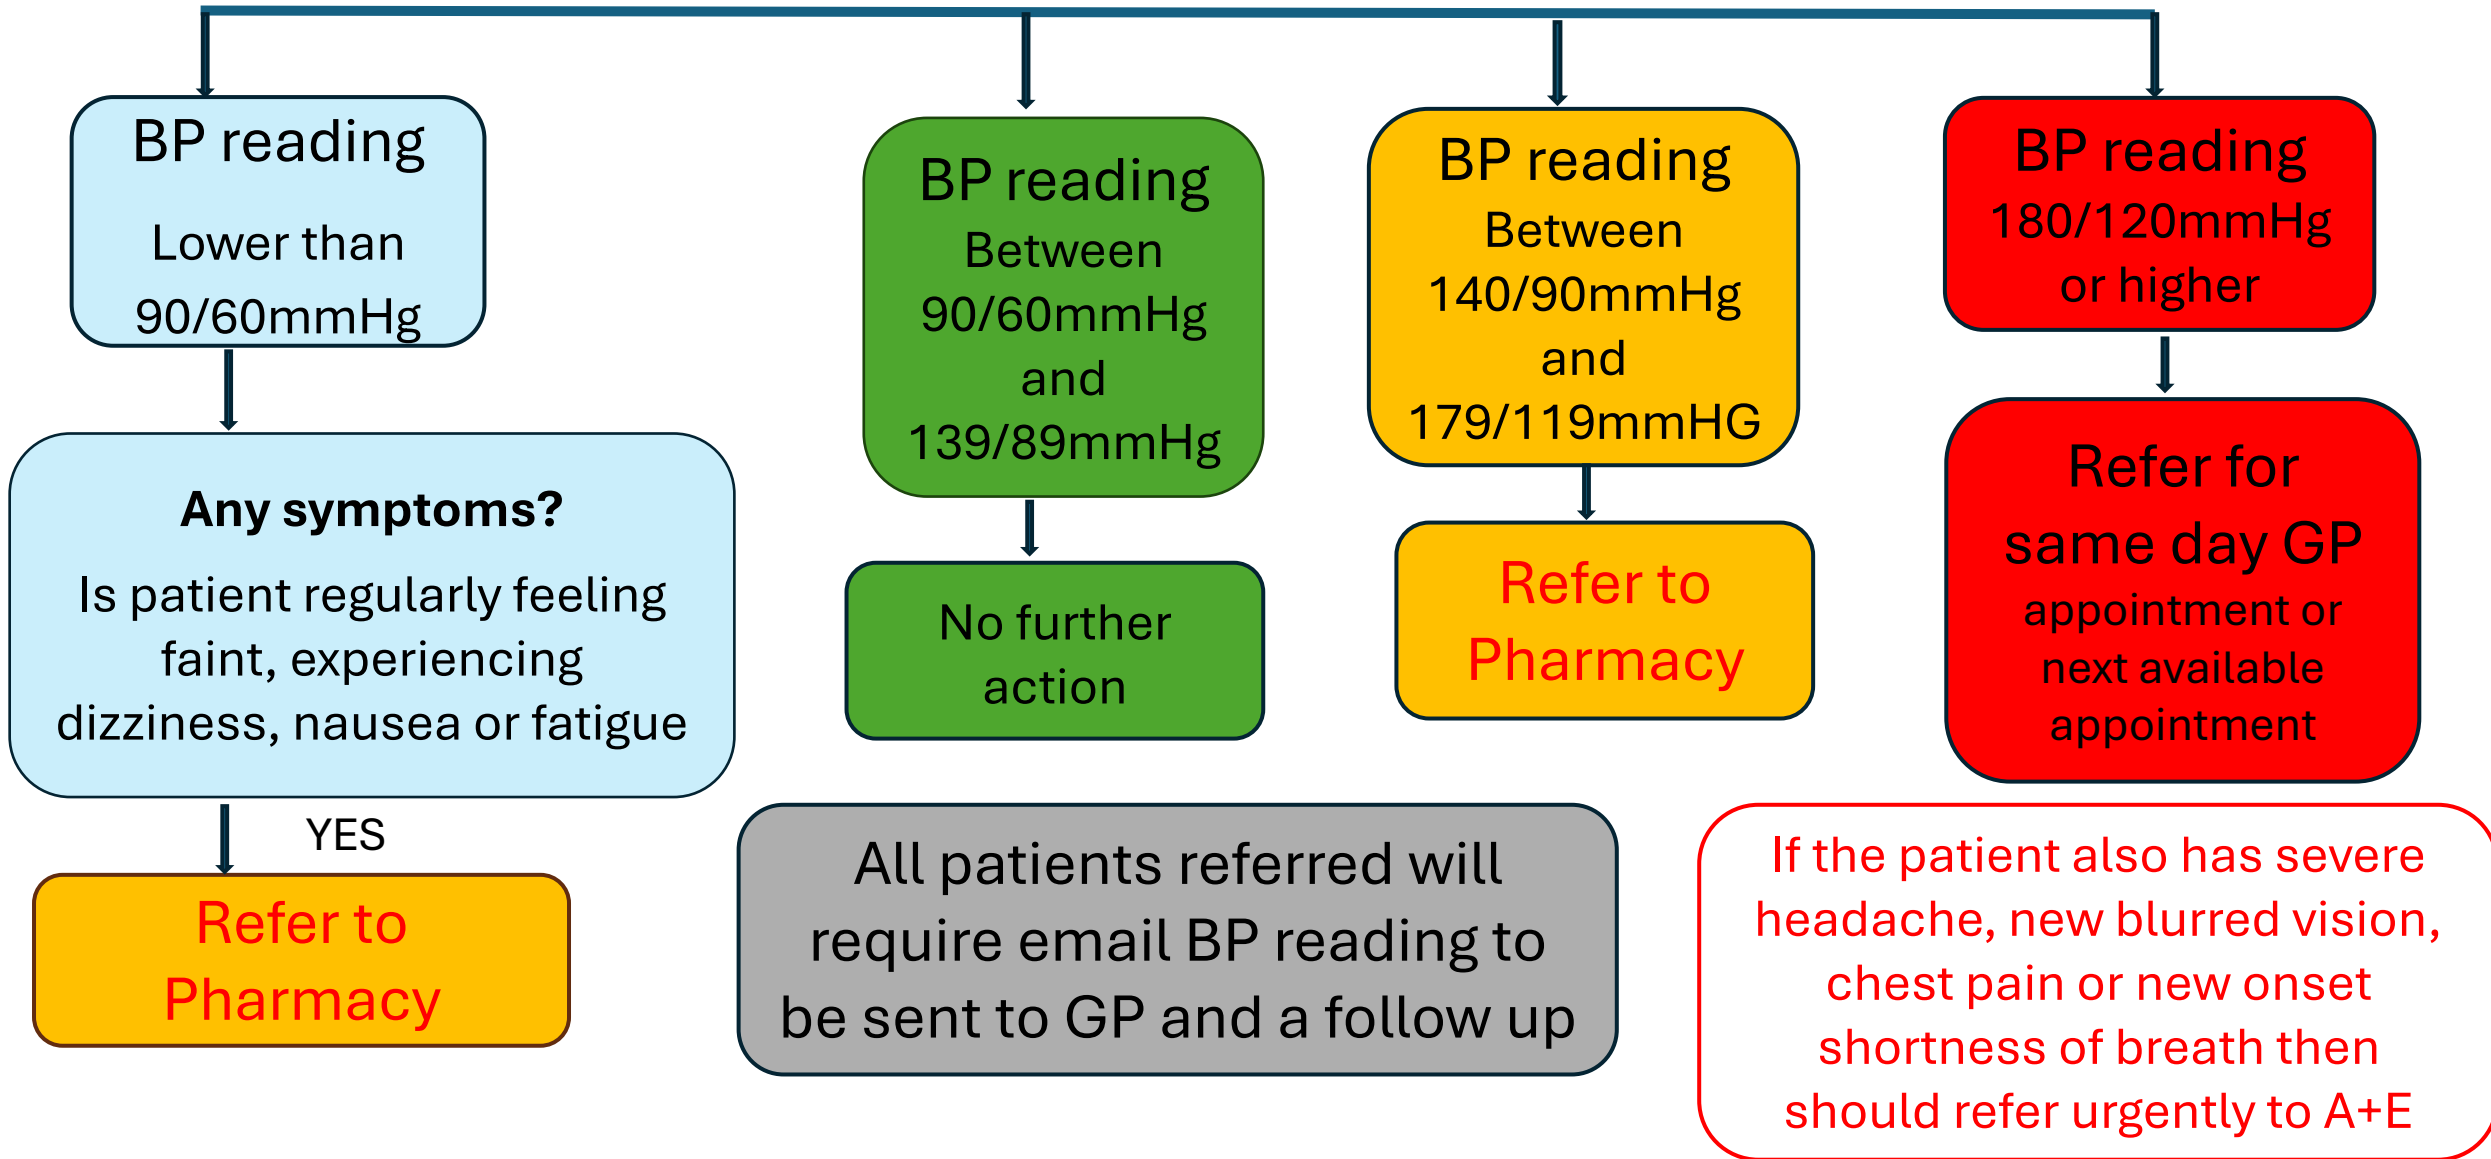 BP reading
Lower than
90/60mmHg
Any symptoms?
Is patient regularly feeling
faint, experiencing
dizziness, nausea or fatigue
YES
Refer to
Pharmacy
BP reading
Between
90/60mmHg
and
139/89mmHg
No further
action
BP reading
Between
140/90mmHg
and
179/119mmHG
Refer to
Pharmacy
BP reading
180/120mmHg
or higher
Refer for
same day GP
appointment or
next available
appointment
All patients referred will
require email BP reading to
be sent to GP and a follow up
If the patient also has severe
headache, new blurred vision,
chest pain or new onset
shortness of breath then
should refer urgently to A+E